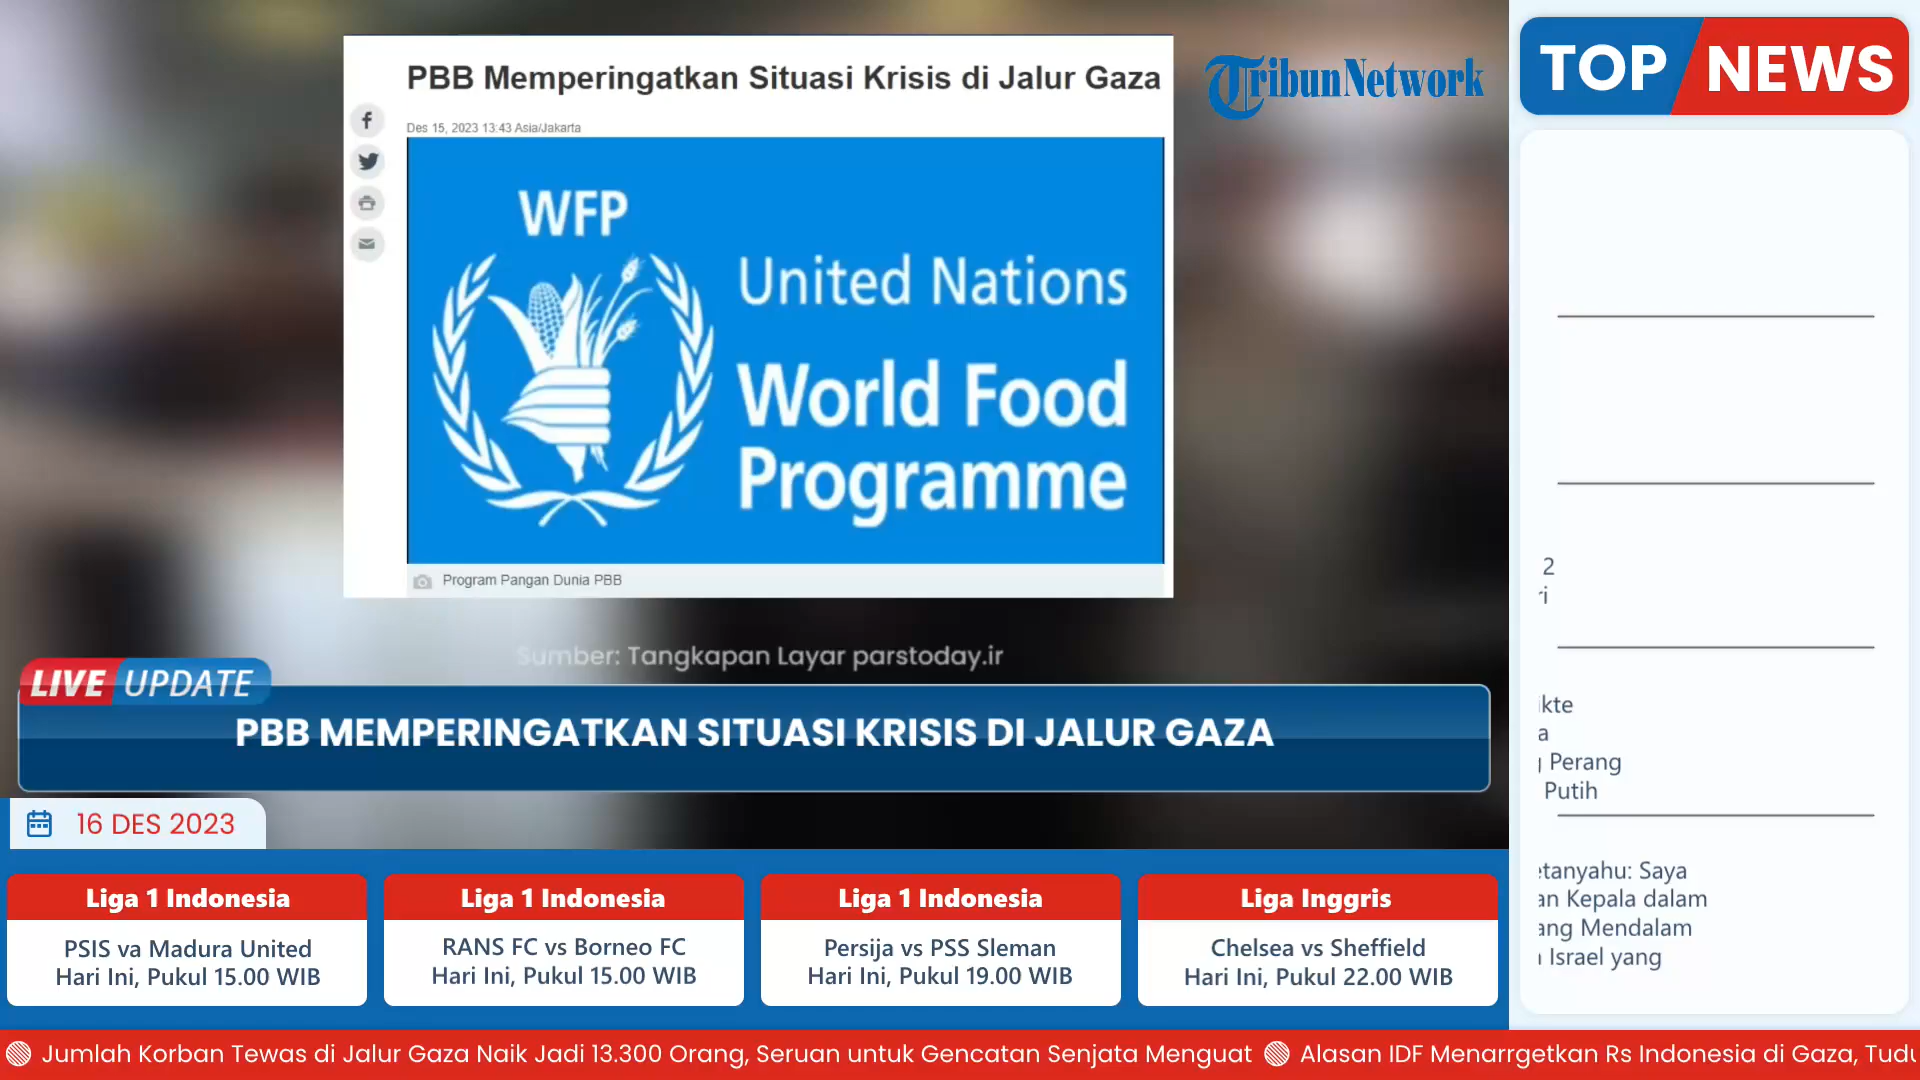 PBB Memperingatkan Situasi Krisis di Jalur Gaza
Des 15, 2023 13:43 Asia/Jakarta
WFP
United Nations
World Food
Programme
Program Pangan Dunia PBB
TribunNetwork
TOP NEWS
Sumber: Tangkapan Layar parstoday.ir
LIVE UPDATE
PBB MEMPERINGATKAN SITUASI KRISIS DI JALUR GAZA
16 DES 2023
Liga 1 Indonesia
PSIS va Madura United
Hari Ini, Pukul 15.00 WIB
Liga 1 Indonesia
RANS FC vs Borneo FC
Hari Ini, Pukul 15.00 WIB
Liga 1 Indonesia
Persija vs PSS Sleman
Hari Ini, Pukul 19.00 WIB
Liga Inggris
Chelsea vs Sheffield
Hari Ini, Pukul 22.00 WIB
2
Perang
Putih
etanyahu: Saya
an Kepala dalam
ang Mendalam
Israel yang
Jumlah Korban Tewas di Jalur Gaza Naik Jadi 13.300 Orang, Seruan untuk Gencatan Senjata Menguat Alasan IDF Menarrgetkan Rs Indonesia di Gaza,